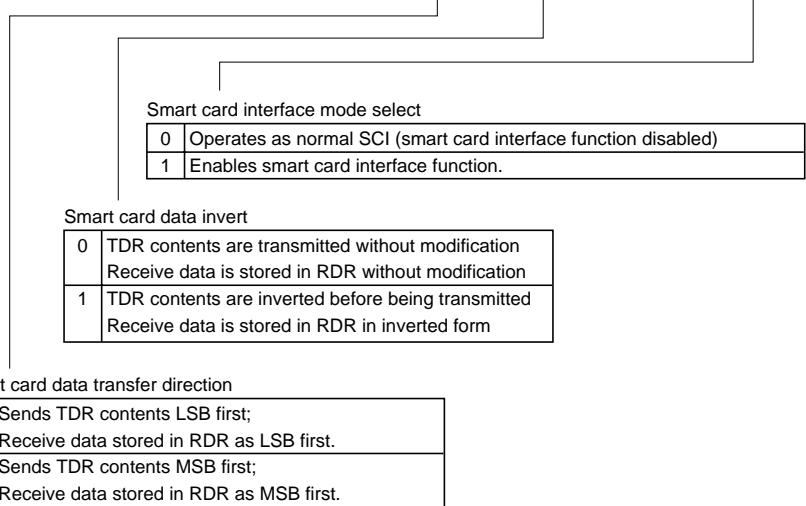 Smart card interface mode select
0 Operates as normal SCI (smart card interface function disabled)
1 Enables smart card interface function.
Smart card data invert
0 TDR contents are transmitted without modification
Receive data is stored in RDR without modification
1 TDR contents are inverted before being transmitted
Receive data is stored in RDR in inverted form
t card data transfer direction
Sends TDR contents LSB first;
Receive data stored in RDR as LSB first.
Sends TDR contents MSB first;
Receive data stored in RDR as MSB first.